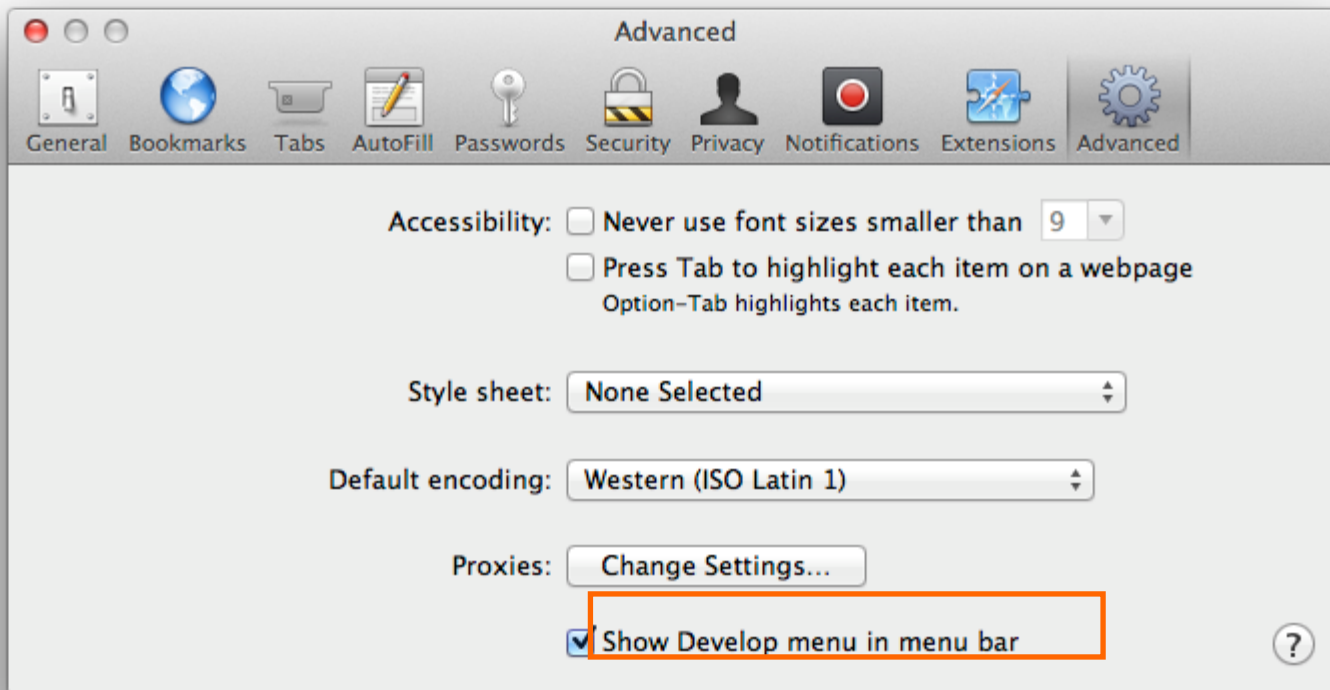 Advanced
General Bookmarks Tabs AutoFill Passwords Security Privacy Notifications Extensions Advanced
Accessibility: Never use font sizes smaller than 9
Press Tab to highlight each item on a webpage
Option-Tab highlights each item.
Style sheet: None Selected
Default encoding: Western (ISO Latin 1)
Proxies: Change Settings...
Show Develop menu in menu bar ?